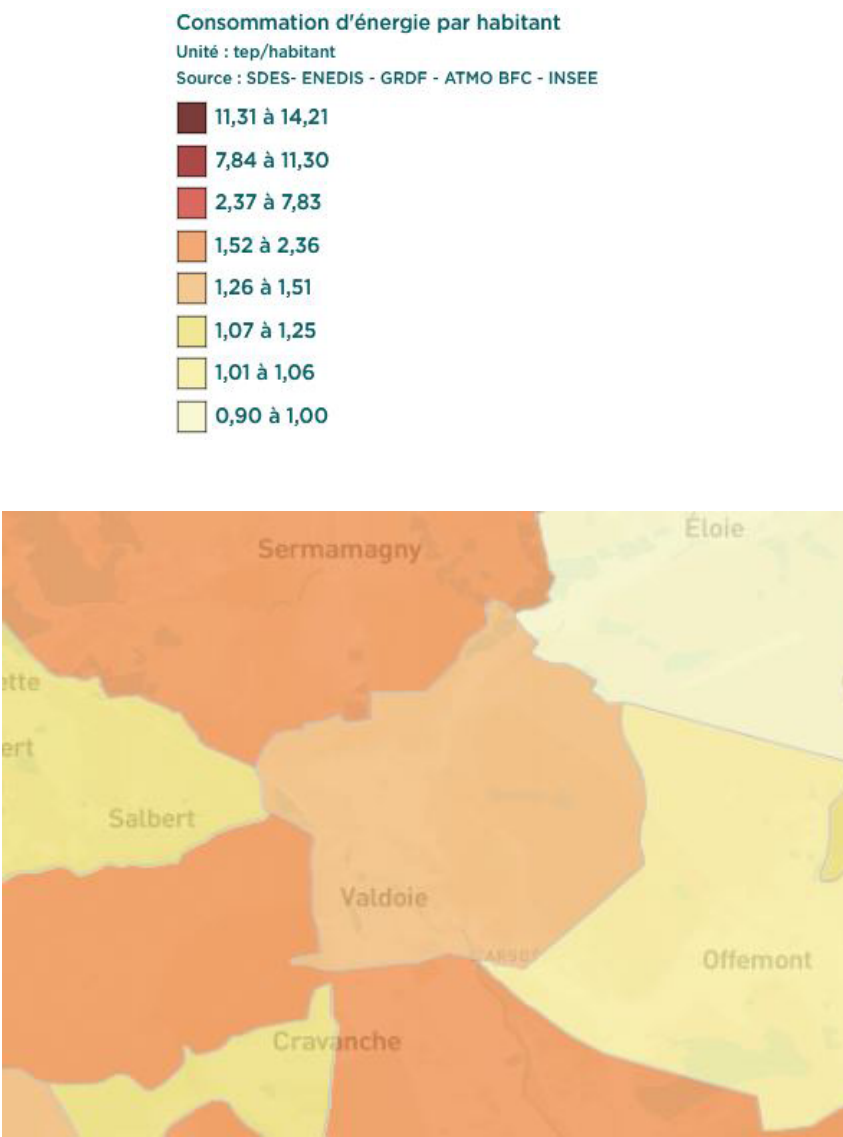 Consommation d'énergie par habitant
Unité : tep/habitant
Source : SDES- ENEDIS - GRDF - ATMO BFC - INSEE
11,31 à 14,21
7,84 à 11,30
2,37 à 7,83
1,52 à 2,36
1,26 à 1,51
1,07 à 1,25
1,01 à 1,06
0,90 à 1,00
Éloie
Sermamagny
ette
ert
Salbert
Valdoie
Offemont
Cravanche